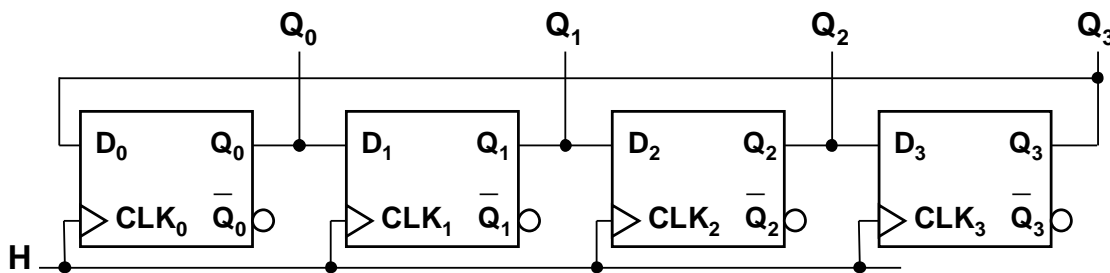 Q₀ Q₁ Q₂ Q₃
D₀ Q₀ D₁ Q₁ D₂ Q₂ D₃ Q₃
CLK₀ Q̅₀ CLK₁ Q̅₁ CLK₂ Q̅₂ CLK₃ Q̅₃
H